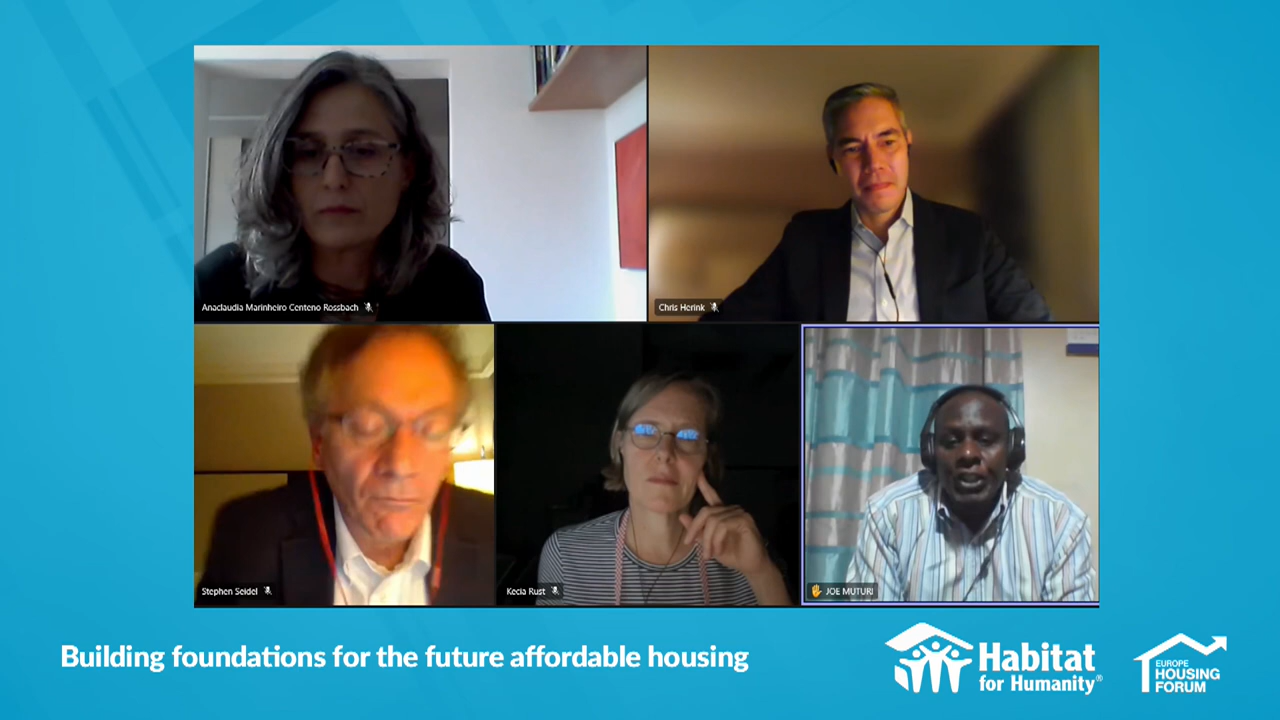 Anaclaudia Marinheiro Centeno Rossbach
Chris Herink
Stephen Seidel
Kecia Rust
JOE MUTURI
Building foundations for the future affordable housing
Habitat
for Humanity®
EUROPE
HOUSING
FORUM